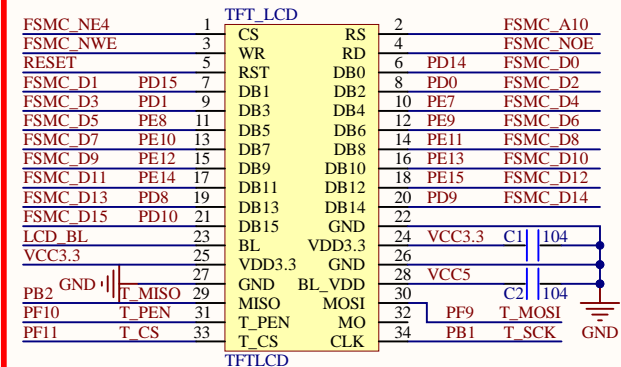 TFT_LCD
FSMC_NE4 1 CS RS 2 FSMC_A10
FSMC_NWE 3 WR RD 4 FSMC_NOE
RESET 5 RST DB0 6 PD14 FSMC_D0
FSMC_D1 PD15 7 DB1 DB2 8 PD0 FSMC_D2
FSMC_D3 PD1 9 DB3 DB4 10 PE7 FSMC_D4
FSMC_D5 PE8 11 DB5 DB6 12 PE9 FSMC_D6
FSMC_D7 PE10 13 DB7 DB8 14 PE11 FSMC_D8
FSMC_D9 PE12 15 DB9 DB10 16 PE13 FSMC_D10
FSMC_D11 PE14 17 DB11 DB12 18 PE15 FSMC_D12
FSMC_D13 PD8 19 DB13 DB14 20 PD9 FSMC_D14
FSMC_D15 PD10 21 DB15 GND 22
LCD_BL 23 BL VDD3.3 24 VCC3.3 C1 104
VCC3.3 25 VDD3.3 GND 26
GND 27 GND BL_VDD 28 VCC5 C2 104
PB2 T_MISO 29 MISO MOSI 30
PF10 T_PEN 31 T_PEN MO 32 PF9 T_MOSI
PF11 T_CS 33 T_CS CLK 34 PB1 T_SCK GND
TFTLCD